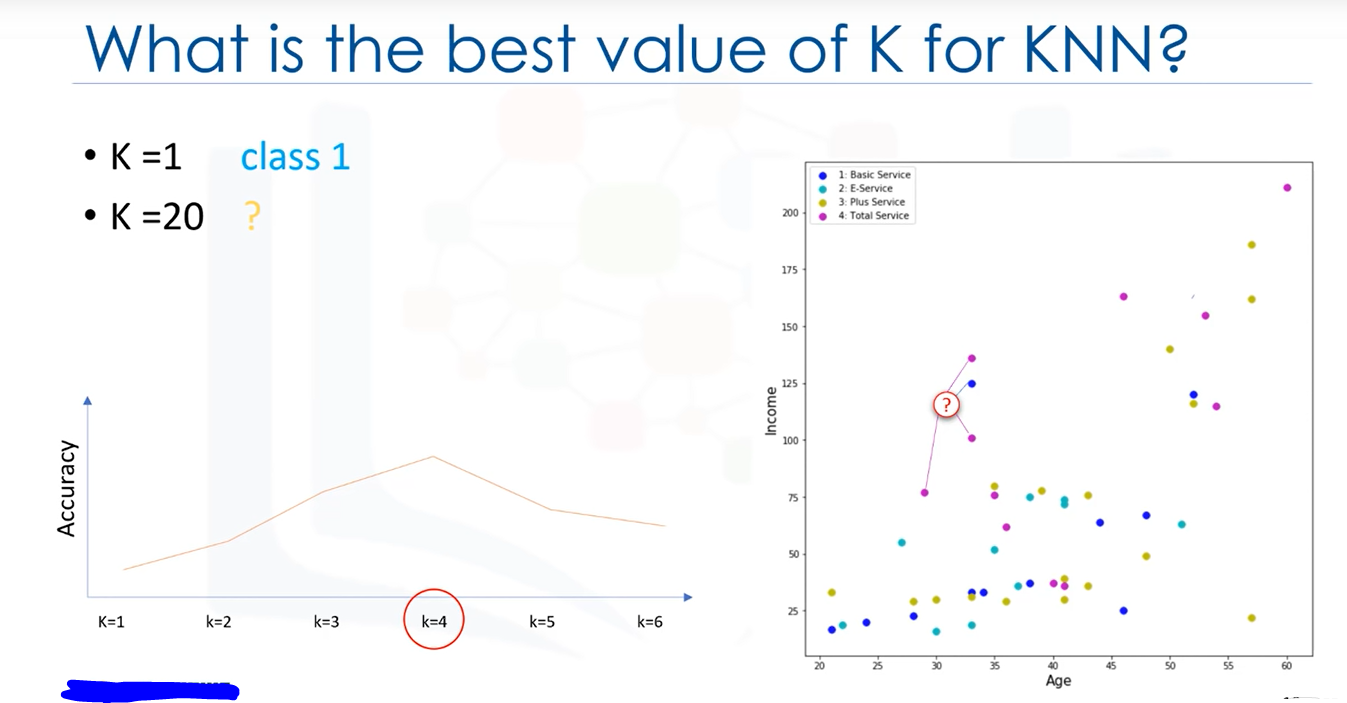 What is the best value of K for KNN?
• K =1 class 1
• K =20 ?
Accuracy
K=1 k=2 k=3 k=4 k=5 k=6
1: Basic Service
2: E-Service
3: Plus Service
4: Total Service
?
Income
200
175
150
125
100
75
50
25
20 25 30 35 40 45 50 55 60
Age